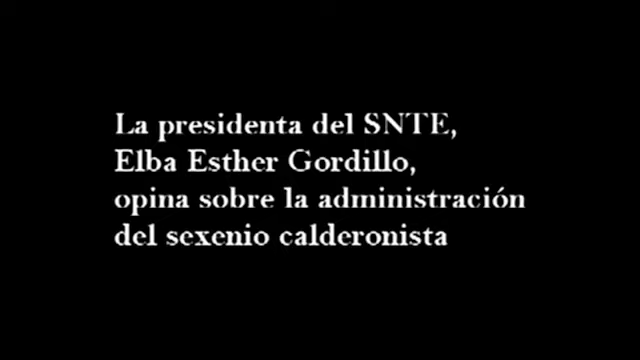 La presidenta del SNTE,
Elba Esther Gordillo,
opina sobre la administración
del sexenio calderonista